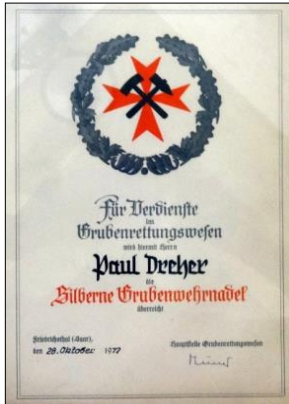 Für Verdienste
im
Grubenrettungswesen
wird hiermit Herrn
Paul Dreher
die
Silberne Grubenwehrnadel
überreicht
Friedrichsthal (Saar),
den 28. Oktober 1977
Hauptstelle Grubenrettungswesen